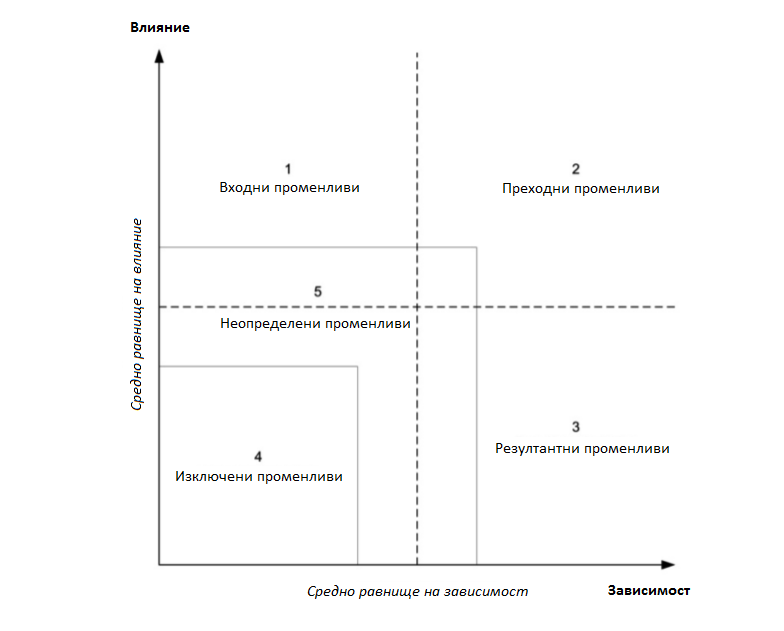 Влияние
1
Входни променливи
2
Преходни променливи
Средно равнище на влияние
5
Неопределени променливи
3
Резултантни променливи
4
Изключени променливи
Средно равнище на зависимост
Зависимост